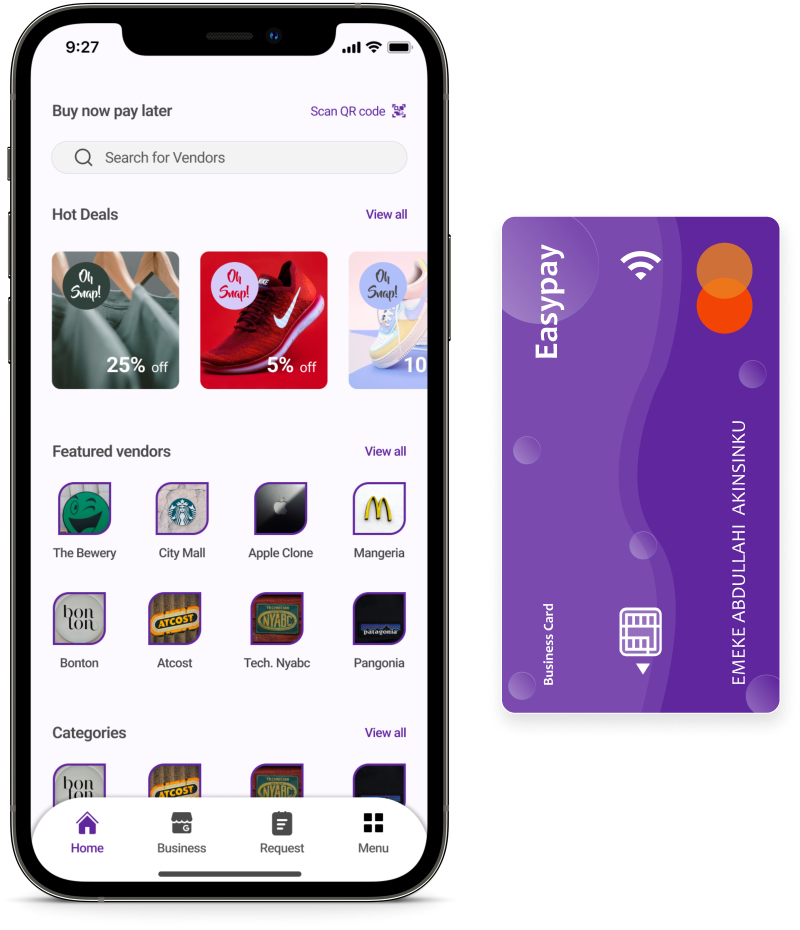 9:27
Buy now pay later
Scan QR code
Search for Vendors
Hot Deals
View all
Oh Snap!
25% off
NIKE
Oh Snap!
5% off
Oh Snap!
10
Featured vendors
View all
The Bewery
City Mall
Apple Clone
Mangeria
bon ton
ATCOST
TECHNICIAN
NYABC
patagonia
Bonton
Atcost
Tech. Nyabc
Pangonia
Categories
View all
bon
ATCOST
TECHNICIAN
NYABC
Home
G
Business
Request
Menu
Easypay
Business Card
EMEKE ABDULLAHI AKINSINKU